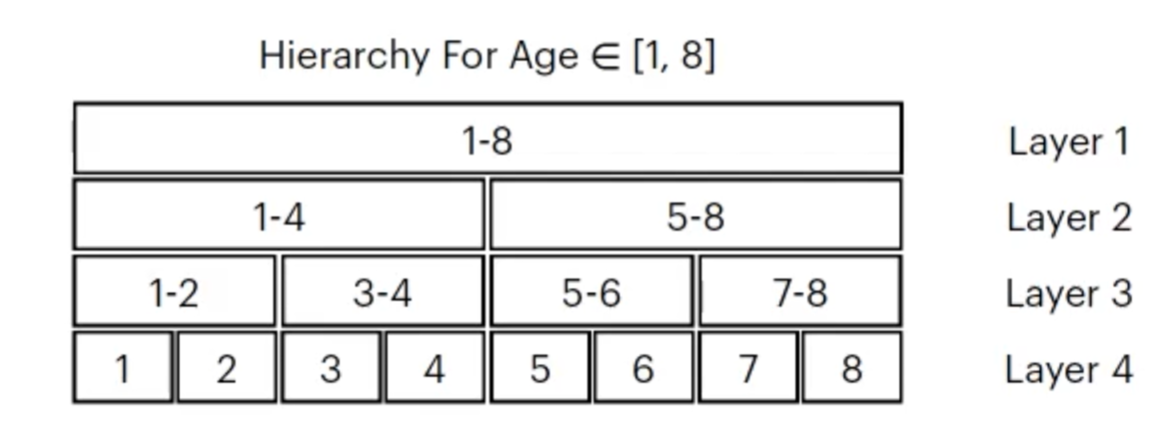 Hierarchy For Age ∈ [1, 8]
1-8 Layer 1
1-4 5-8 Layer 2
1-2 3-4 5-6 7-8 Layer 3
1 2 3 4 5 6 7 8 Layer 4